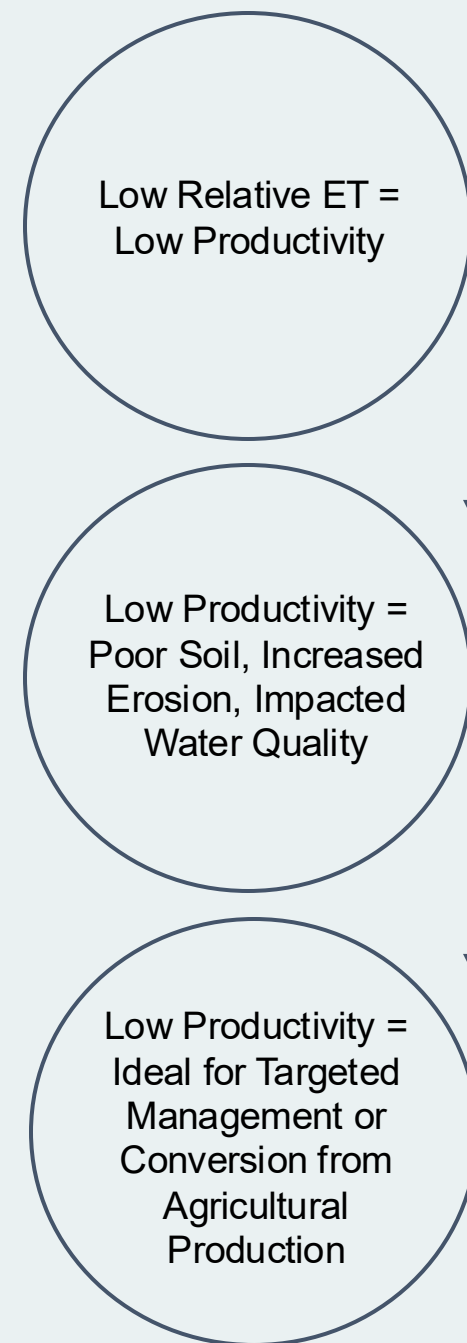 Low Relative ET =
Low Productivity
Low Productivity =
Poor Soil, Increased
Erosion, Impacted
Water Quality
Low Productivity =
Ideal for Targeted
Management or
Conversion from
Agricultural
Production